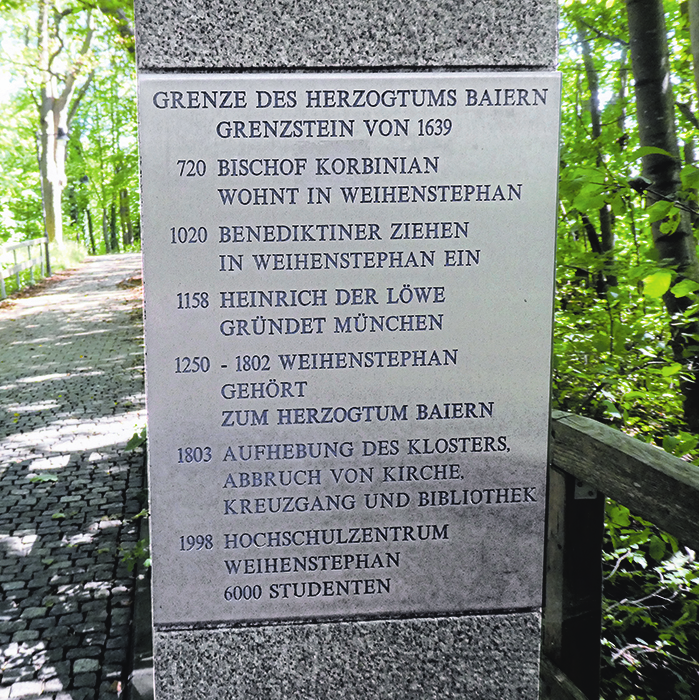 GRENZE DES HERZOGTUMS BAIERN
GRENZSTEIN VON 1639
720 BISCHOF KORBINIAN
WOHNT IN WEIHENSTEPHAN
1020 BENEDIKTINER ZIEHEN
IN WEIHENSTEPHAN EIN
1158 HEINRICH DER LÖWE
GRÜNDET MÜNCHEN
1250 - 1802 WEIHENSTEPHAN
GEHÖRT
ZUM HERZOGTUM BAIERN
1803 AUFHEBUNG DES KLOSTERS,
ABBRUCH VON KIRCHE,
KREUZGANG UND BIBLIOTHEK
1998 HOCHSCHULZENTRUM
WEIHENSTEPHAN
6000 STUDENTEN